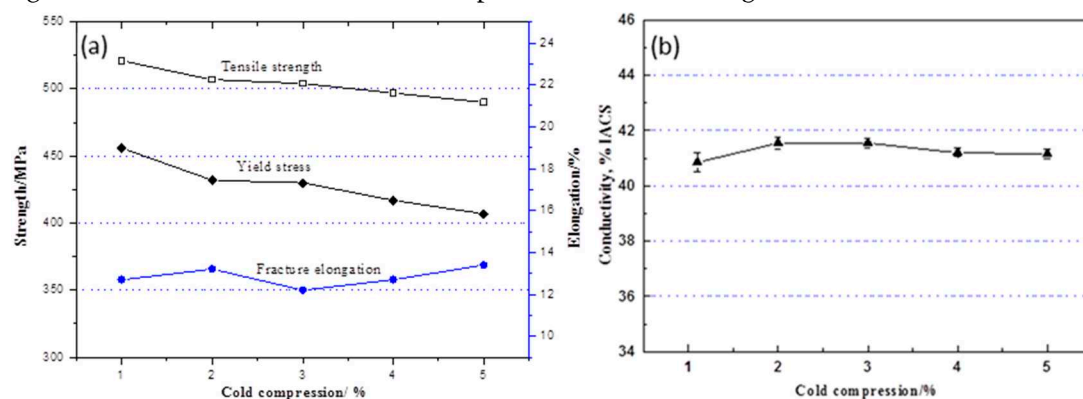 (a)
Tensile strength
Yield stress
Fracture elongation
Strength/MPa
550
500
450
400
350
300
1 2 3 4 5
Cold compression/ %
24
22
20
18
16
14
12
10
Elongation/%
(b)
Conductivity, % IACS
46
44
42
40
38
36
34
1 2 3 4 5
Cold compression/%